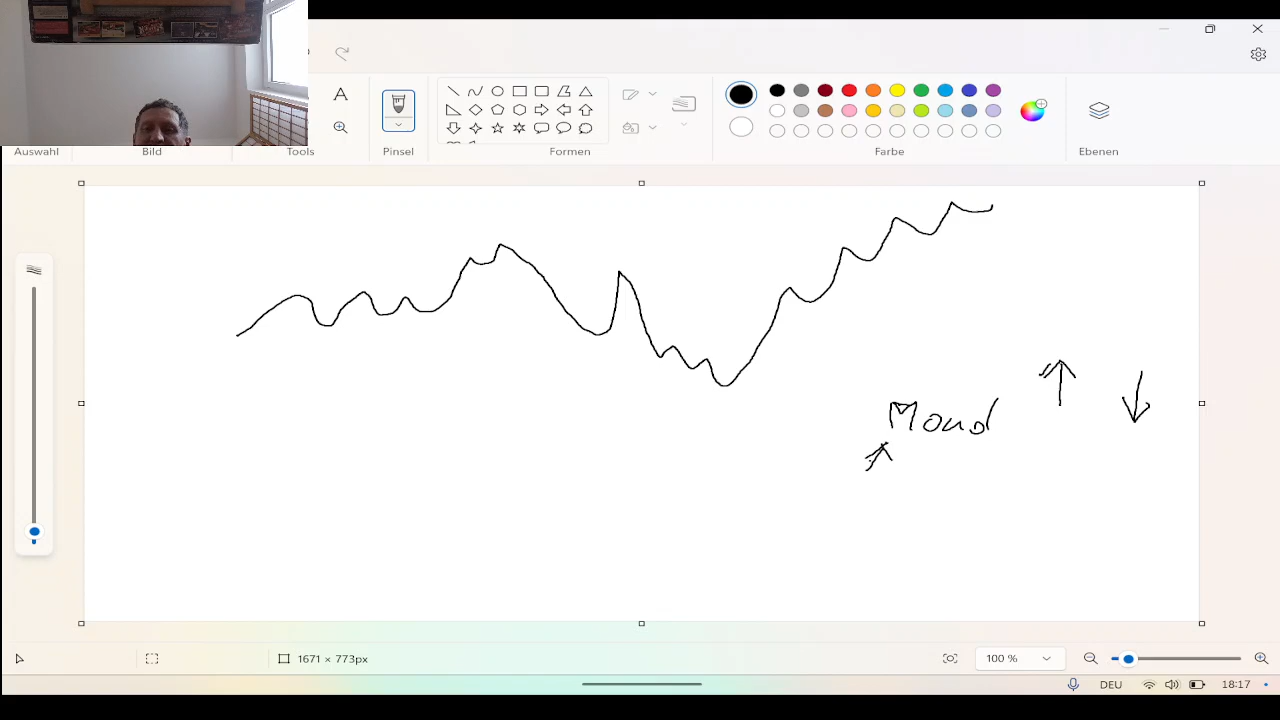 Auswahl Bild Tools Pinsel Formen Farbe Ebenen
A
Mond
1671 × 773px
100 %
DEU 18:17